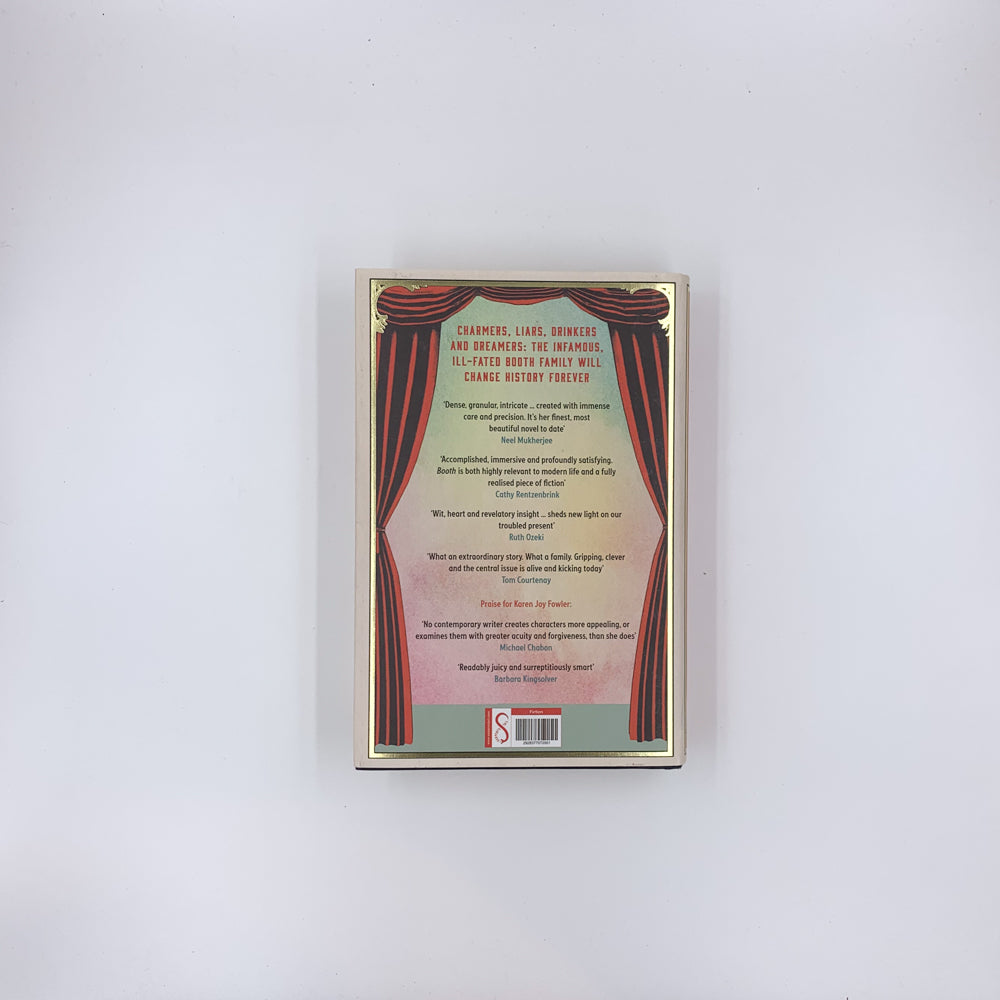 CHARMERS, LIARS, DRINKERS
AND DREAMERS: THE INFAMOUS,
ILL-FATED BOOTH FAMILY WILL
CHANGE HISTORY FOREVER
‘Dense, granular, intricate ... created with immense
care and precision. It’s her finest, most
beautiful novel to date’
Neel Mukherjee
‘Accomplished, immersive and profoundly satisfying.
Booth is both highly relevant to modern life and a fully
realised piece of fiction’
Cathy Rentzenbrink
‘Wit, heart and revelatory insight ... sheds new light on our
troubled present’
Ruth Ozeki
‘What an extraordinary story. What a family. Gripping, clever
and the central issue is alive and kicking today’
Tom Courtenay
Praise for Karen Joy Fowler:
‘No contemporary writer creates characters more appealing, or
examines them with greater acuity and forgiveness, than she does’
Michael Chabon
‘Readably juicy and surreptitiously smart’
Barbara Kingsolver
Fiction